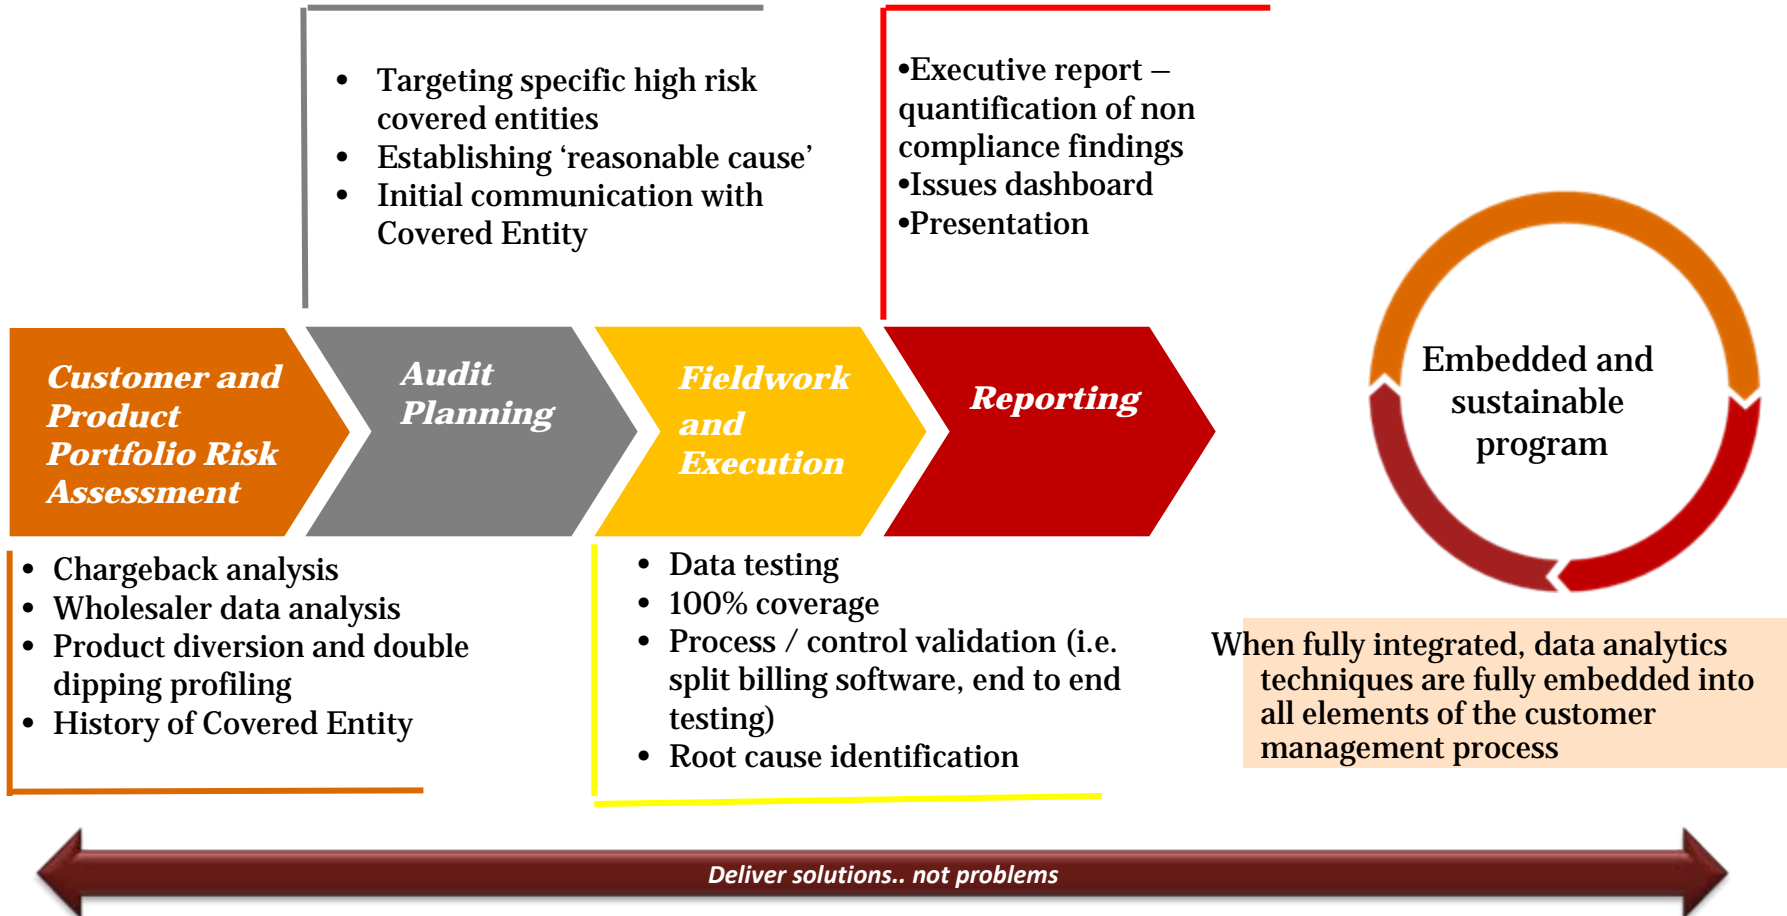 • Targeting specific high risk
covered entities
• Establishing ‘reasonable cause’
• Initial communication with
Covered Entity
•Executive report –
quantification of non
compliance findings
•Issues dashboard
•Presentation
Customer and
Product
Portfolio Risk
Assessment
Audit
Planning
Fieldwork
and
Execution
Reporting
Embedded and
sustainable
program
• Chargeback analysis
• Wholesaler data analysis
• Product diversion and double
dipping profiling
• History of Covered Entity
• Data testing
• 100% coverage
• Process / control validation (i.e.
split billing software, end to end
testing)
• Root cause identification
When fully integrated, data analytics
techniques are fully embedded into
all elements of the customer
management process
Deliver solutions.. not problems